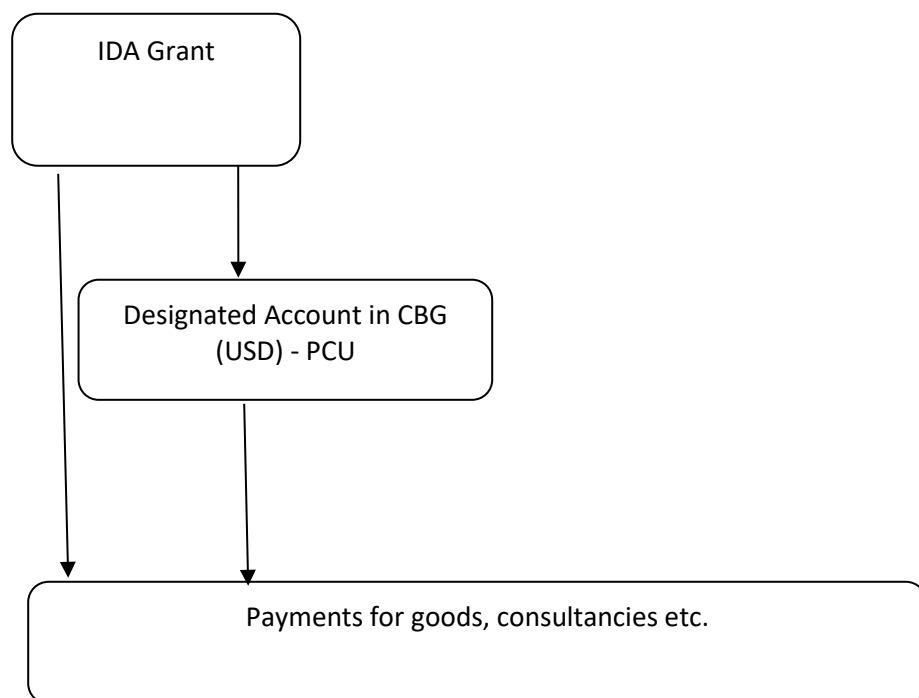 IDA Grant
Designated Account in CBG
(USD) - PCU
Payments for goods, consultancies etc.